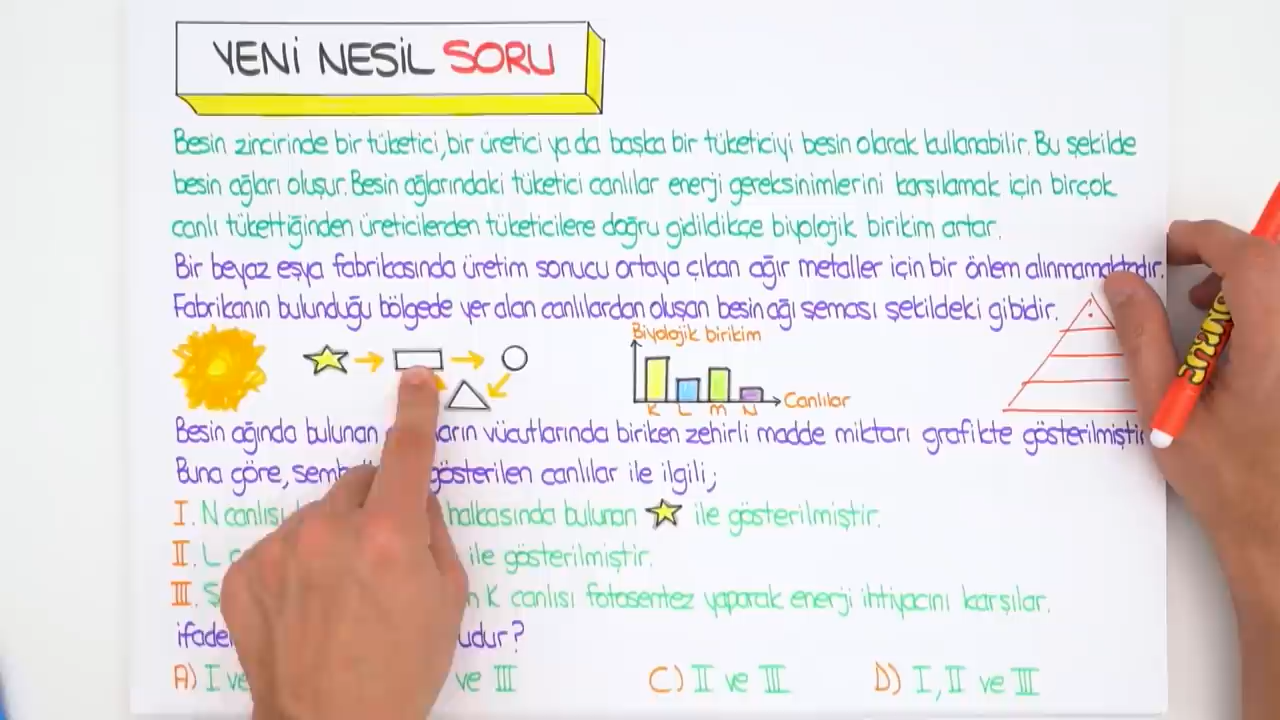 YENİ NESİL SORU
Besin zincirinde bir tüketici, bir üretici ya da başka bir tüketiciyi besin olarak kullanabilir. Bu şekilde
besin ağları oluşur. Besin ağlarındaki tüketici canlılar enerji gereksinimlerini karşılamak için birçok
canlı tükettiğinden üreticilerden tüketicilere doğru gidildikçe biyolojik birikim artar.
Bir beyaz eşya fabrikasında üretim sonucu ortaya çıkan ağır metaller için bir önlem alınmamaktadır.
Fabrikanın bulunduğu bölgede yer alan canlılardan oluşan besin ağı şeması şekildeki gibidir.
Biyolojik birikim
Canlılar
K L M N
Besin ağında bulunan vücutlarında biriken zehirli madde miktarı grafikte gösterilmiştir
Buna göre, gösterilen canlılar ile ilgili;
I. N canlısı halkasında bulunan ile gösterilmiştir.
II. L ile gösterilmiştir.
III. K canlısı fotosentez yaparak enerji ihtiyacını karşılar.
A) I ve III
C) II ve III D) I, II ve III